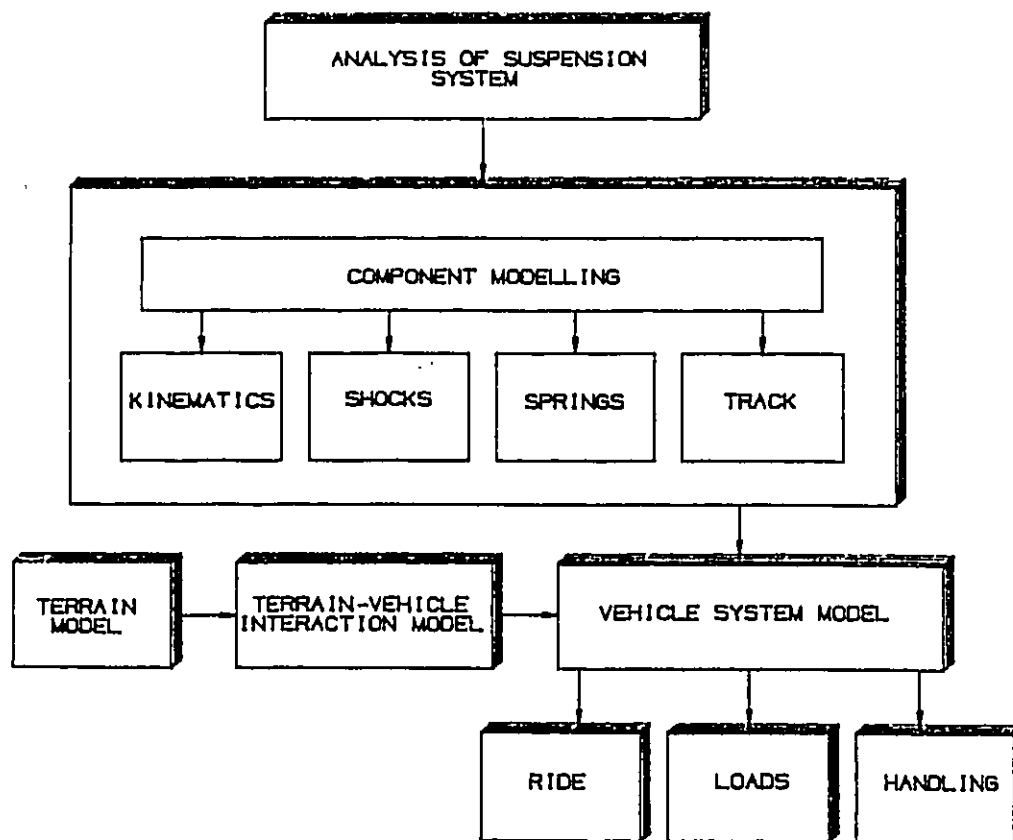 ANALYSIS OF SUSPENSION
SYSTEM
COMPONENT MODELLING
KINEMATICS
SHOCKS
SPRINGS
TRACK
TERRAIN
MODEL
TERRAIN-VEHICLE
INTERACTION MODEL
VEHICLE SYSTEM MODEL
RIDE
LOADS
HANDLING